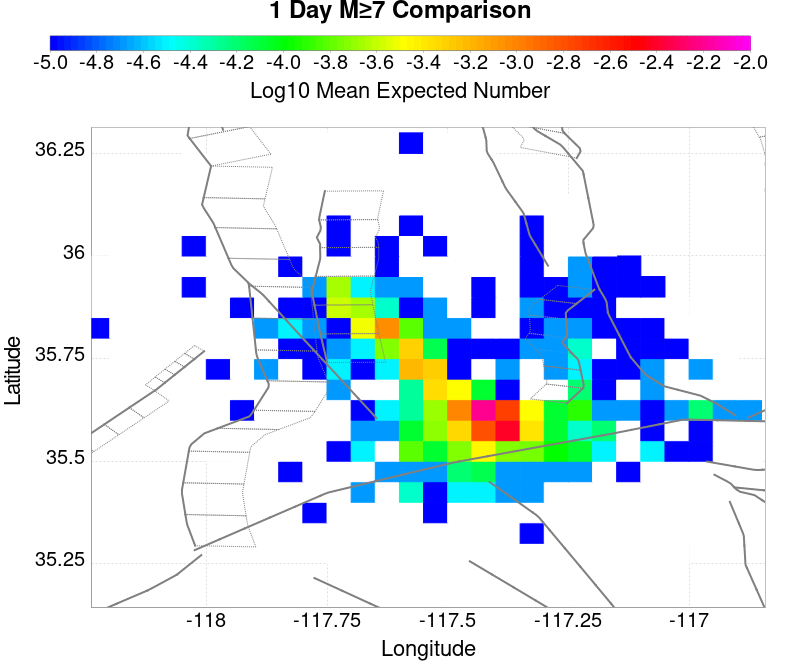 1 Day M≥7 Comparison
-5.0 -4.8 -4.6 -4.4 -4.2 -4.0 -3.8 -3.6 -3.4 -3.2 -3.0 -2.8 -2.6 -2.4 -2.2 -2.0
Log10 Mean Expected Number
36.25
36
35.75
35.5
35.25
Latitude
-118 -117.75 -117.5 -117.25 -117
Longitude